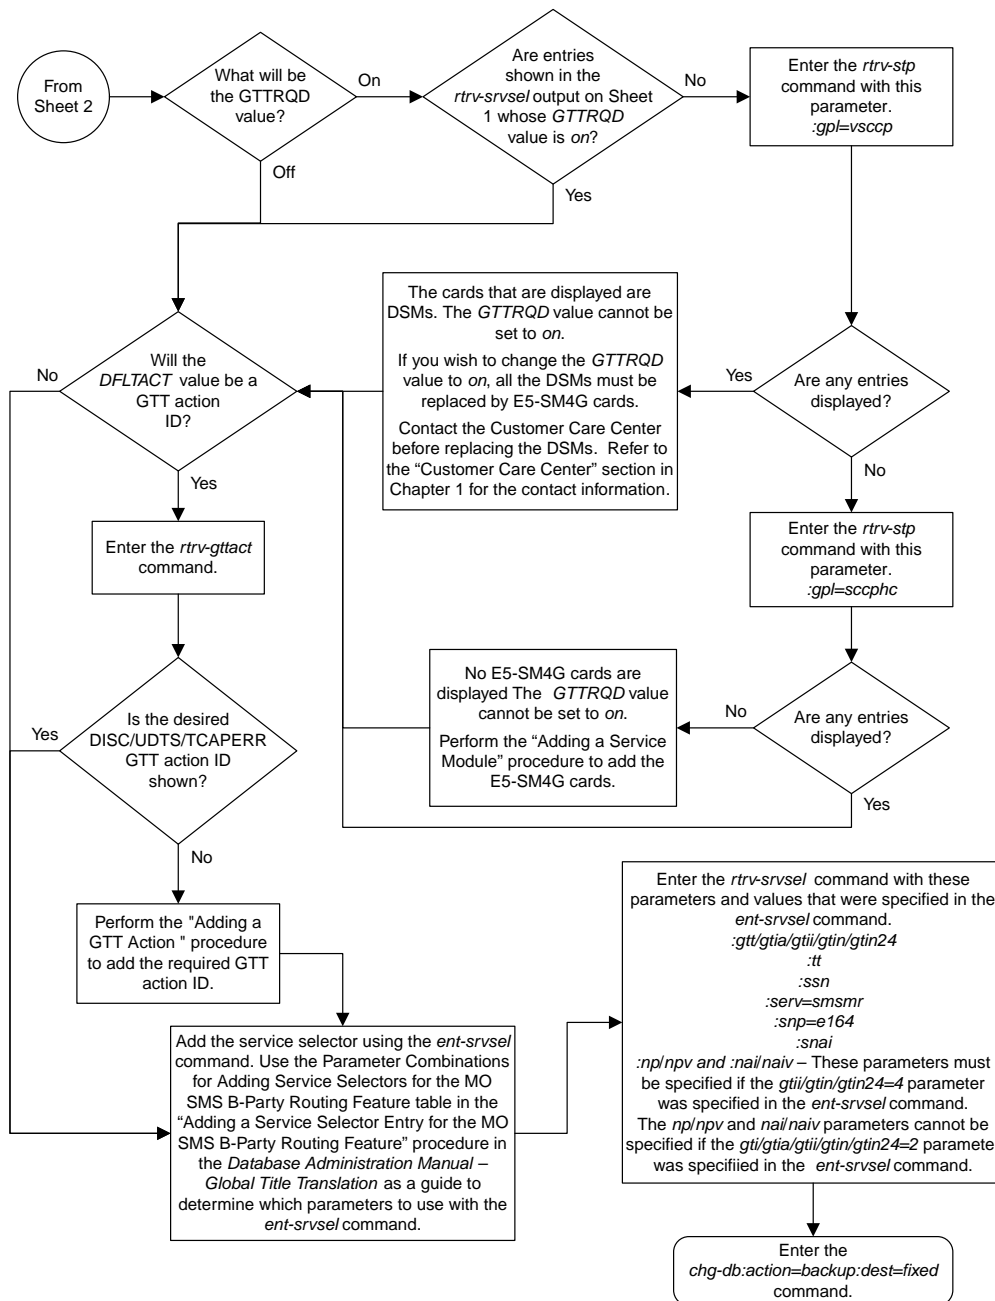 From
Sheet 2
What will be
the GTTRQD
value?
On
Off
Are entries
shown in the
rtrv-srvsel output on Sheet
1 whose GTTRQD
value is on?
No
Yes
Enter the rtrv-stp
command with this
parameter.
:gpl=vsccp
Are any entries
displayed?
Yes
No
The cards that are displayed are
DSMs. The GTTRQD value cannot be
set to on.
If you wish to change the GTTRQD
value to on, all the DSMs must be
replaced by E5-SM4G cards.
Contact the Customer Care Center
before replacing the DSMs. Refer to
the “Customer Care Center” section in
Chapter 1 for the contact information.
Will the
DFLTACT value be a
GTT action
ID?
No
Yes
Enter the rtrv-gttact
command.
Enter the rtrv-stp
command with this
parameter.
:gpl=sccphc
Are any entries
displayed?
No
Yes
No E5-SM4G cards are
displayed The GTTRQD value
cannot be set to on.
Perform the “Adding a Service
Module” procedure to add the
E5-SM4G cards.
Is the desired
DISC/UDTS/TCAPERR
GTT action ID
shown?
Yes
No
Perform the "Adding a
GTT Action " procedure
to add the required GTT
action ID.
Add the service selector using the ent-srvsel
command. Use the Parameter Combinations
for Adding Service Selectors for the MO
SMS B-Party Routing Feature table in the
“Adding a Service Selector Entry for the MO
SMS B-Party Routing Feature” procedure in
the Database Administration Manual –
Global Title Translation as a guide to
determine which parameters to use with the
ent-srvsel command.
Enter the rtrv-srvsel command with these
parameters and values that were specified in the
ent-srvsel command.
:gtt/gtia/gtii/gtin/gtin24
:tt
:ssn
:serv=smsmr
:snp=e164
:snai
:np/npv and :nai/naiv – These parameters must
be specified if the gtii/gtin/gtin24=4 parameter
was specified in the ent-srvsel command.
The np/npv and nai/naiv parameters cannot be
specified if the gti/gtia/gtii/gtin/gtin24=2 paramete
was specifiied in the ent-srvsel command.
Enter the
chg-db:action=backup:dest=fixed
command.